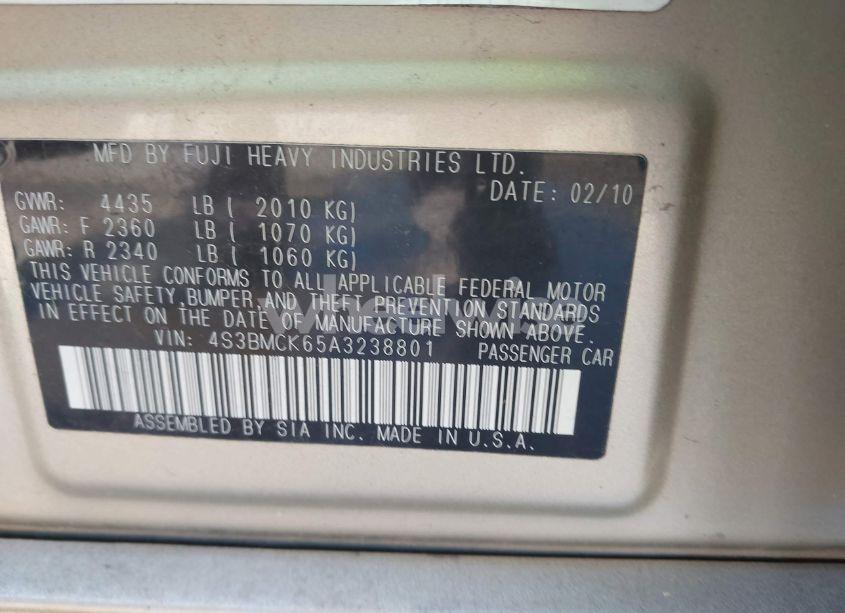 MFD BY FUJI HEAVY INDUSTRIES LTD.
DATE: 02/10
GVWR: 4435 LB ( 2010 KG)
GAWR: F 2360 LB ( 1070 KG)
GAWR: R 2340 LB ( 1060 KG)
THIS VEHICLE CONFORMS TO ALL APPLICABLE FEDERAL MOTOR
VEHICLE SAFETY, BUMPER, AND THEFT PREVENTION STANDARDS
IN EFFECT ON THE DATE OF MANUFACTURE SHOWN ABOVE.
VIN: 4S3BMCK65A3238801 PASSENGER CAR
ASSEMBLED BY SIA INC. MADE IN U.S.A.